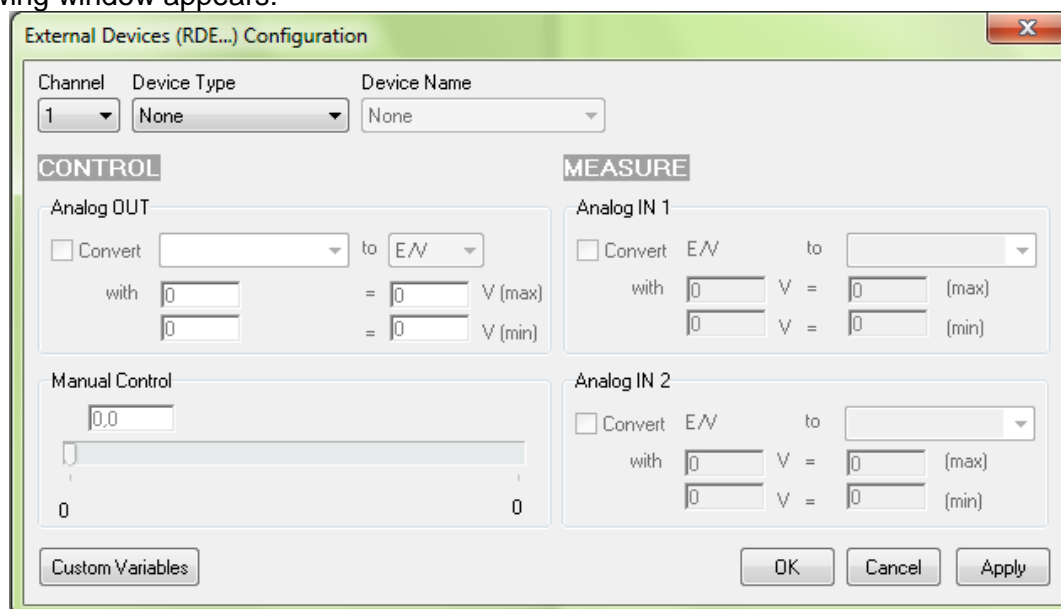 window appears:
External Devices (RDE...) Configuration
Channel Device Type Device Name
1 None None
CONTROL
MEASURE
Analog OUT
Convert to E/V
with 0 = 0 V (max)
0 = 0 V (min)
Analog IN 1
Convert E/V to
with 0 V = 0 (max)
0 V = 0 (min)
Manual Control
0,0
0 0
Analog IN 2
Convert E/V to
with 0 V = 0 (max)
0 V = 0 (min)
Custom Variables
OK Cancel Apply